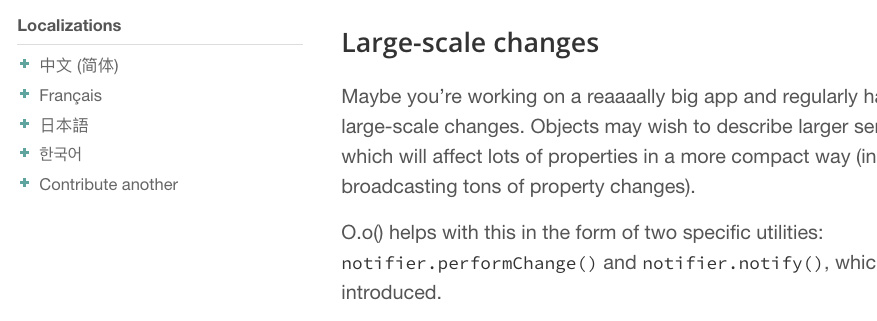 Localizations
中文 (简体)
Français
日本語
한국어
Contribute another
Large-scale changes
Maybe you’re working on a reaaaally big app and regularly
large-scale changes. Objects may wish to describe larger
which will affect lots of properties in a more compact way (in
broadcasting tons of property changes).
O.o() helps with this in the form of two specific utilities:
notifier.performChange() and notifier.notify(),
introduced.